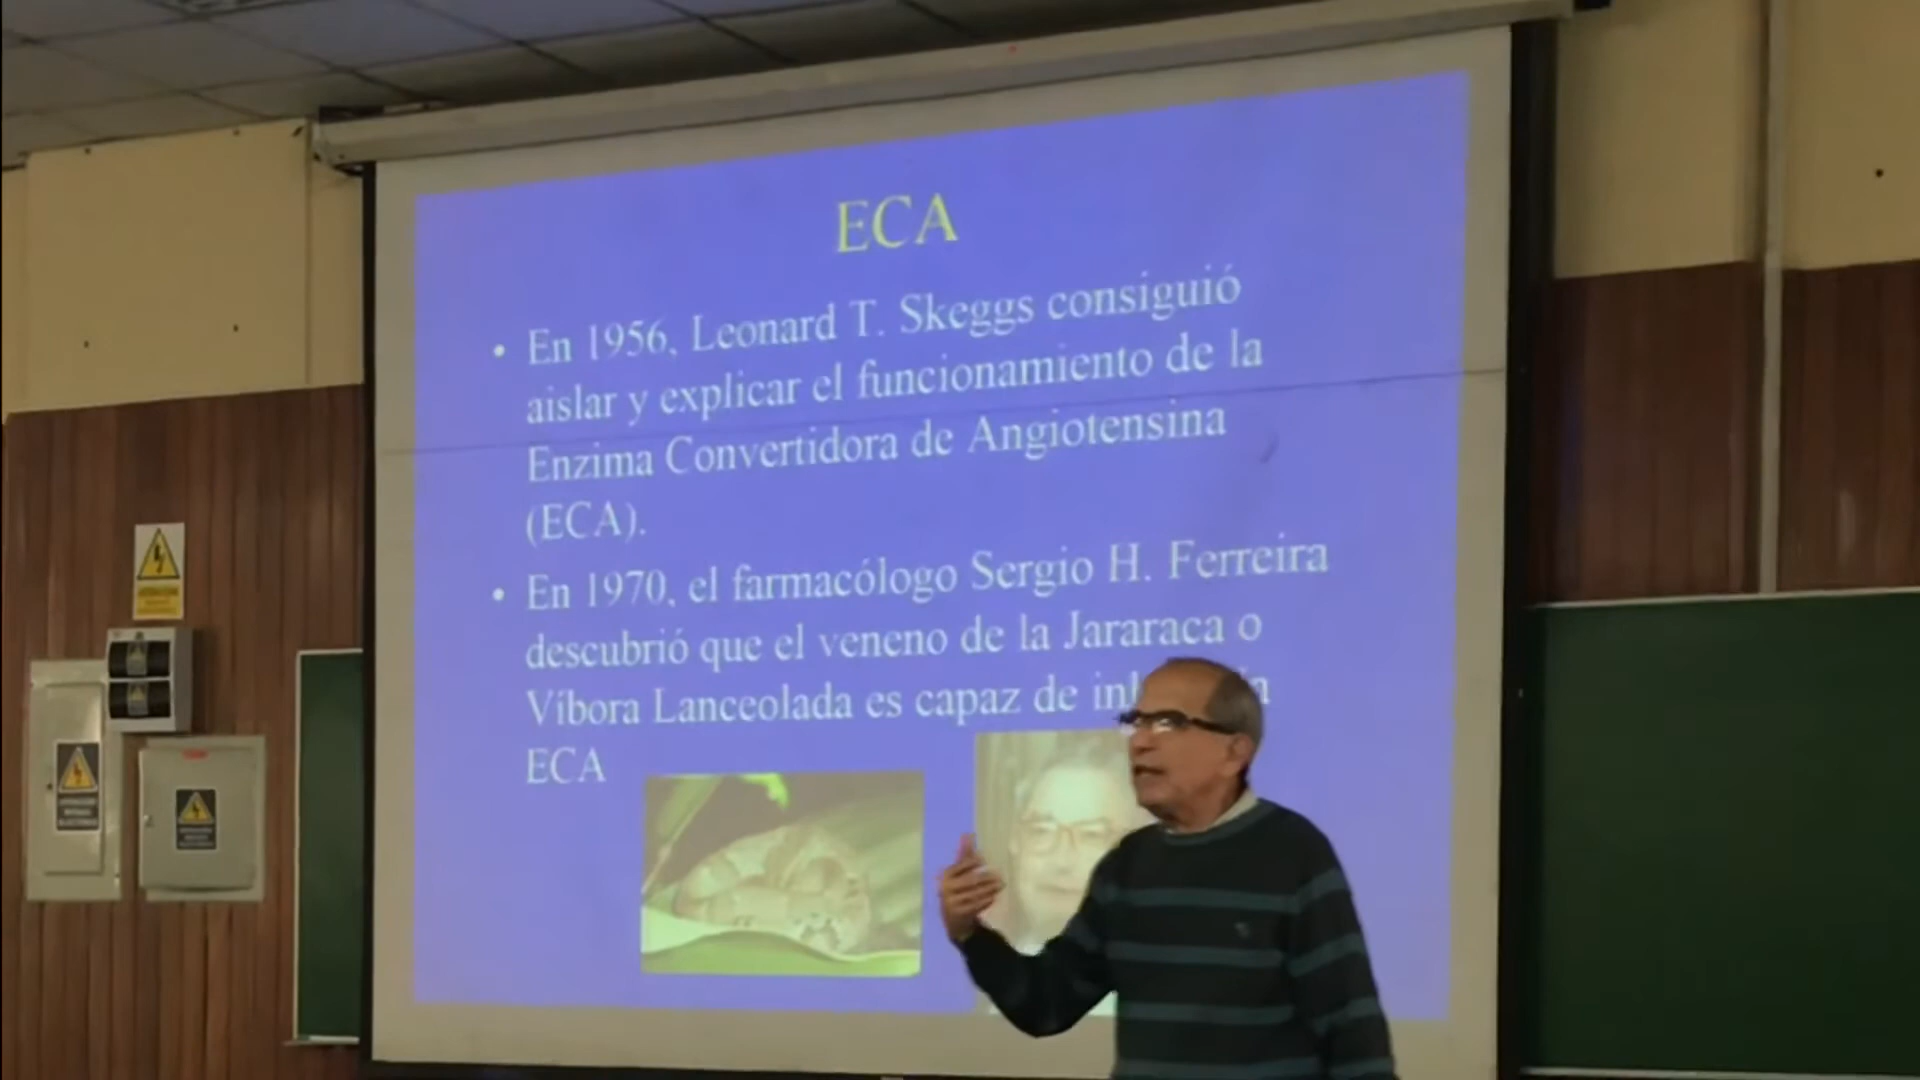 ECA
• En 1956, Leonard T. Skeggs consiguió
aislar y explicar el funcionamiento de la
Enzima Convertidora de Angiotensina
(ECA).
• En 1970, el farmacólogo Sergio H. Ferreira
descubrió que el veneno de la Jararaca o
Víbora Lanceolada es capaz de
ECA